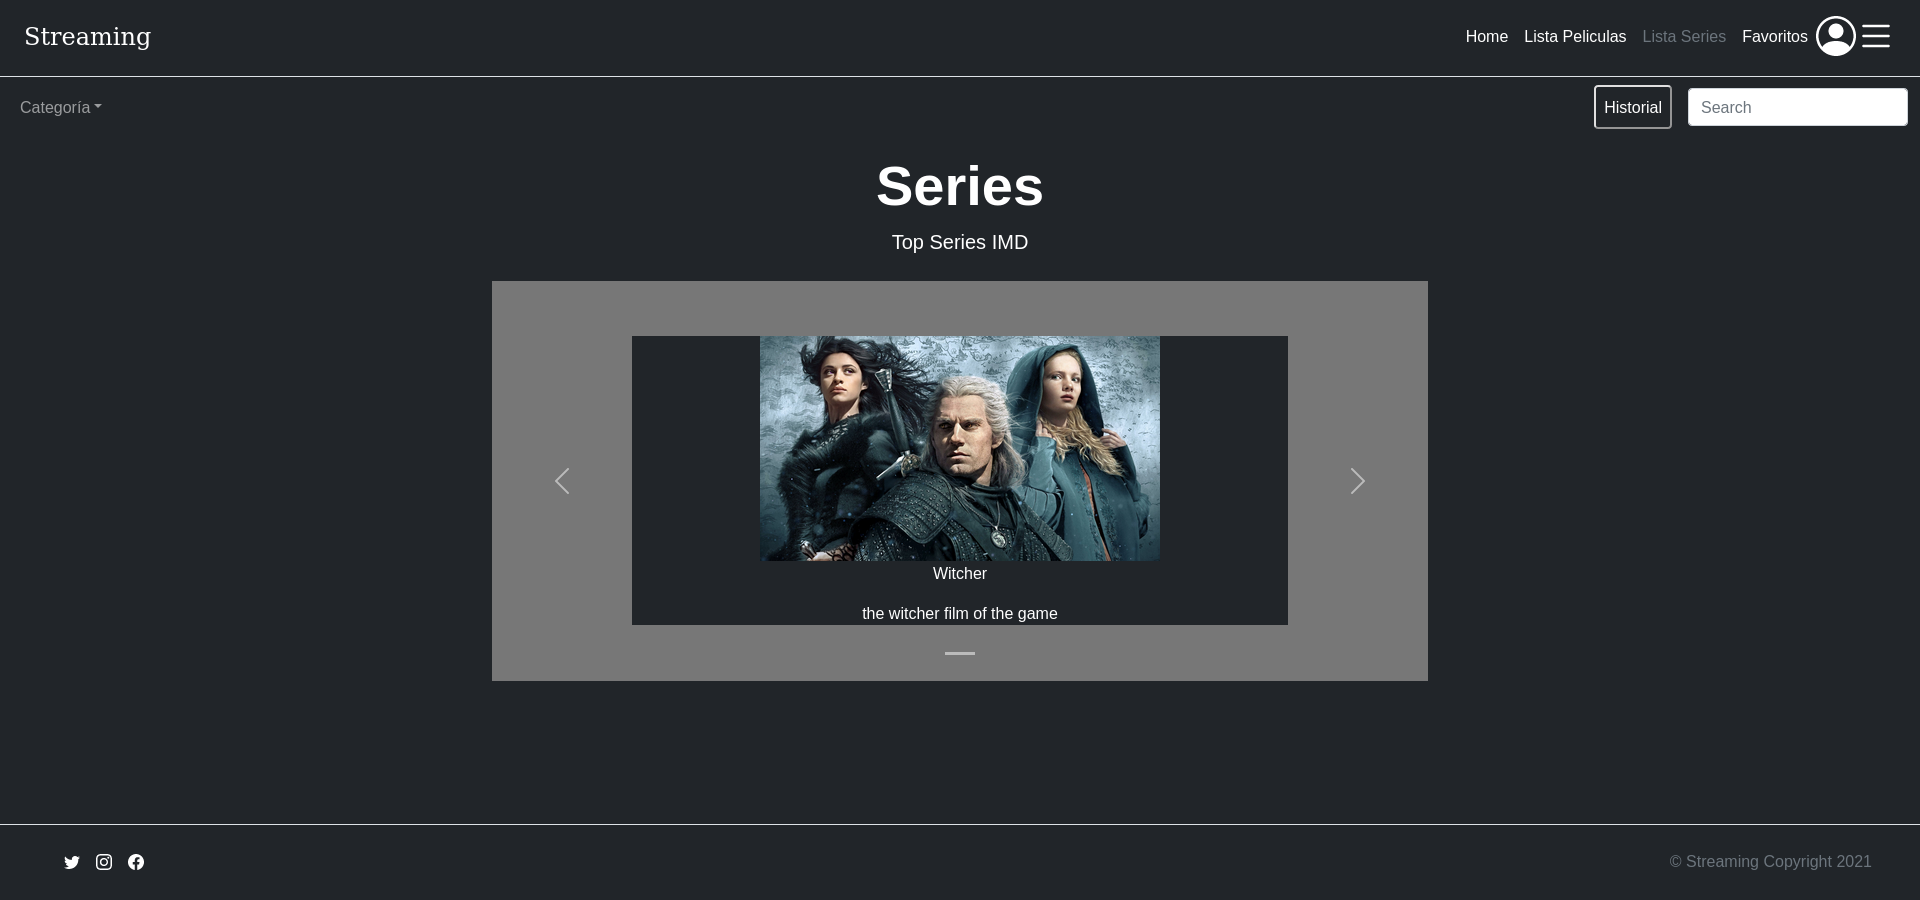 Streaming
Home Lista Peliculas Lista Series Favoritos
Categoría
Historial
Search
Series
Top Series IMD
Witcher
the witcher film of the game
© Streaming Copyright 2021